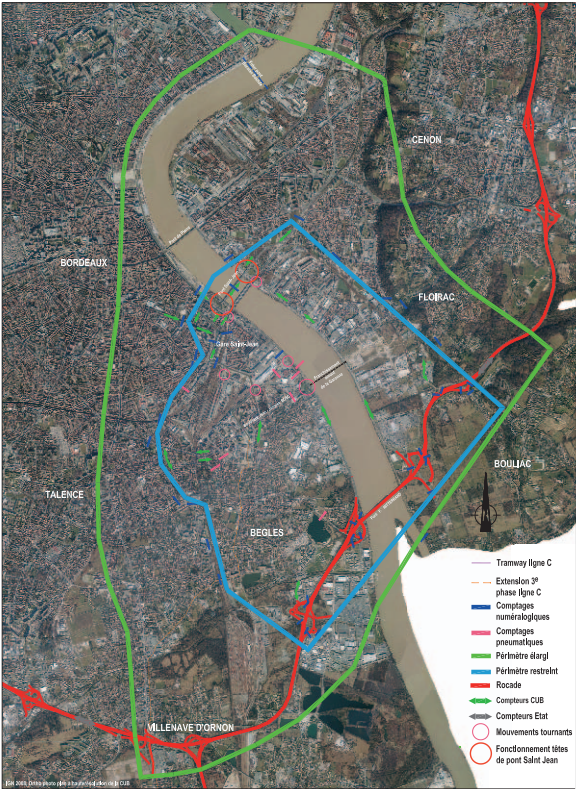 CENON
BORDEAUX
FLOIRAC
Gare Saint-Jean
BOULIAC
TALENCE
BEGLES
Tramway ligne C
Extension 3e
phase ligne C
Comptages
numéralogiques
Comptages
pneumatiques
Périmètre élargi
Périmètre restreint
Rocade
Compteurs CUB
Compteurs Etat
Mouvements tournants
Fonctionnement têtes
de pont Saint Jean
VILLENAVE D'ORNON